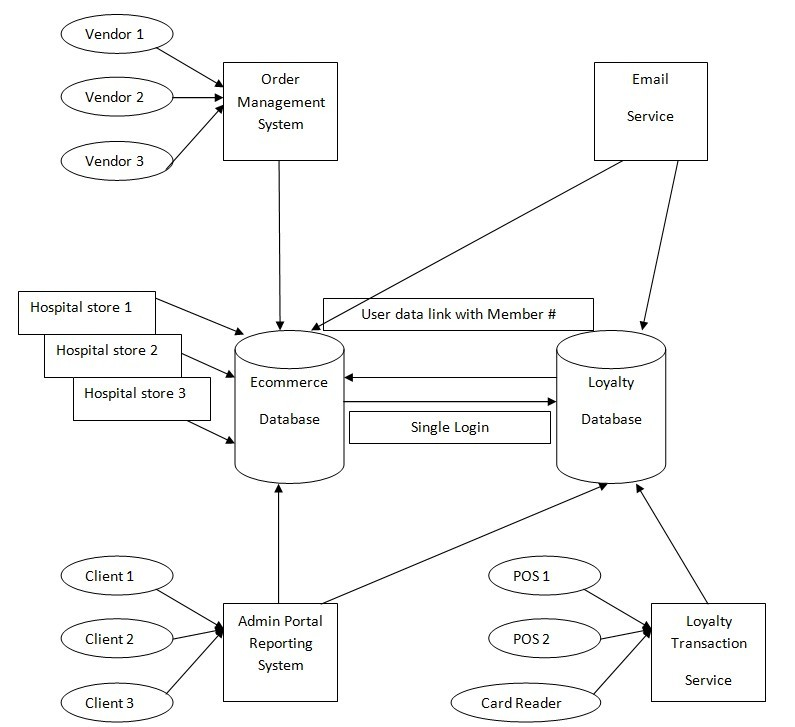 Vendor 1
Vendor 2
Vendor 3
Order
Management
System
Email
Service
Hospital store 1
Hospital store 2
Hospital store 3
User data link with Member #
Ecommerce
Database
Loyalty
Database
Single Login
Client 1
Client 2
Client 3
Admin Portal
Reporting
System
POS 1
POS 2
Card Reader
Loyalty
Transaction
Service